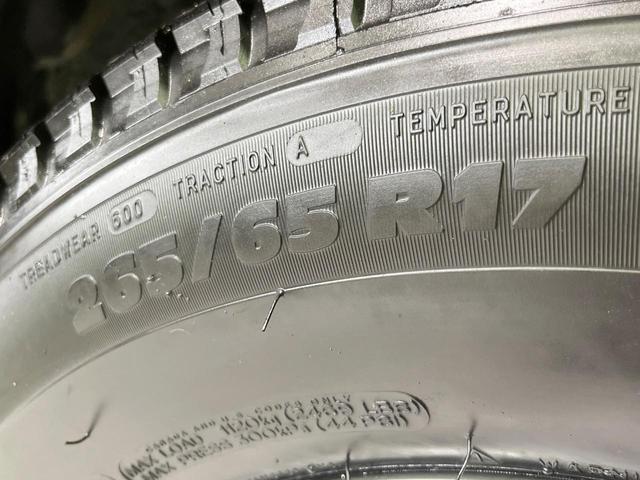 TREADWEAR 600 TRACTION A TEMPERATURE
265/65 R17
CANADA AND U.S. CODES ONLY
MAX LOAD 1120kg (2469 LBS)
MAX PRESS 300kPa (44 PSI)